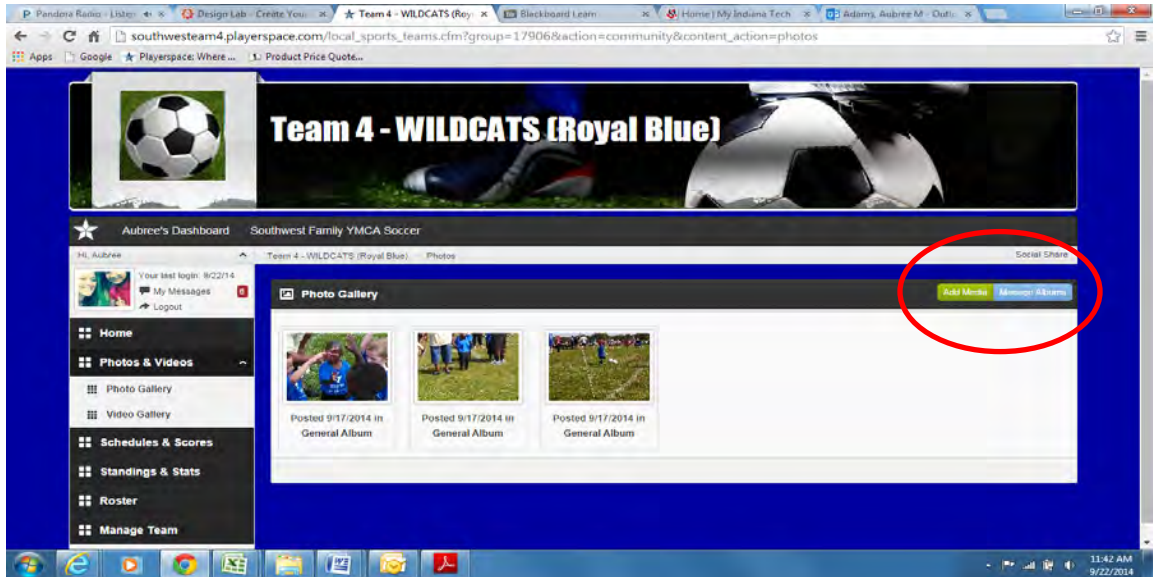 Pandora Radio - Listen
Design Lab - Create Your
Team 4 - WILDCATS (Roy
Blackboard Learn
Home | My Indiana Tech
Adams, Aubree M - Outl
southwesteam4.playerspace.com/local_sports_teams.cfm?group=17906&action=community&content_action=photos
Apps Google Playerspace: Where ... Product Price Quote...
Team 4 - WILDCATS (Royal Blue)
Aubree's Dashboard Southwest Family YMCA Soccer
Hi, Aubree
Team 4 - WILDCATS (Royal Blue) Photos
Social Share
Your last login: 9/22/14
My Messages 6
Logout
Photo Gallery
Add Media Manage Albums
Home
Photos & Videos
Photo Gallery
Video Gallery
Schedules & Scores
Standings & Stats
Roster
Manage Team
Posted 9/17/2014 in
General Album
Posted 9/17/2014 in
General Album
Posted 9/17/2014 in
General Album
11:42 AM
9/22/2014